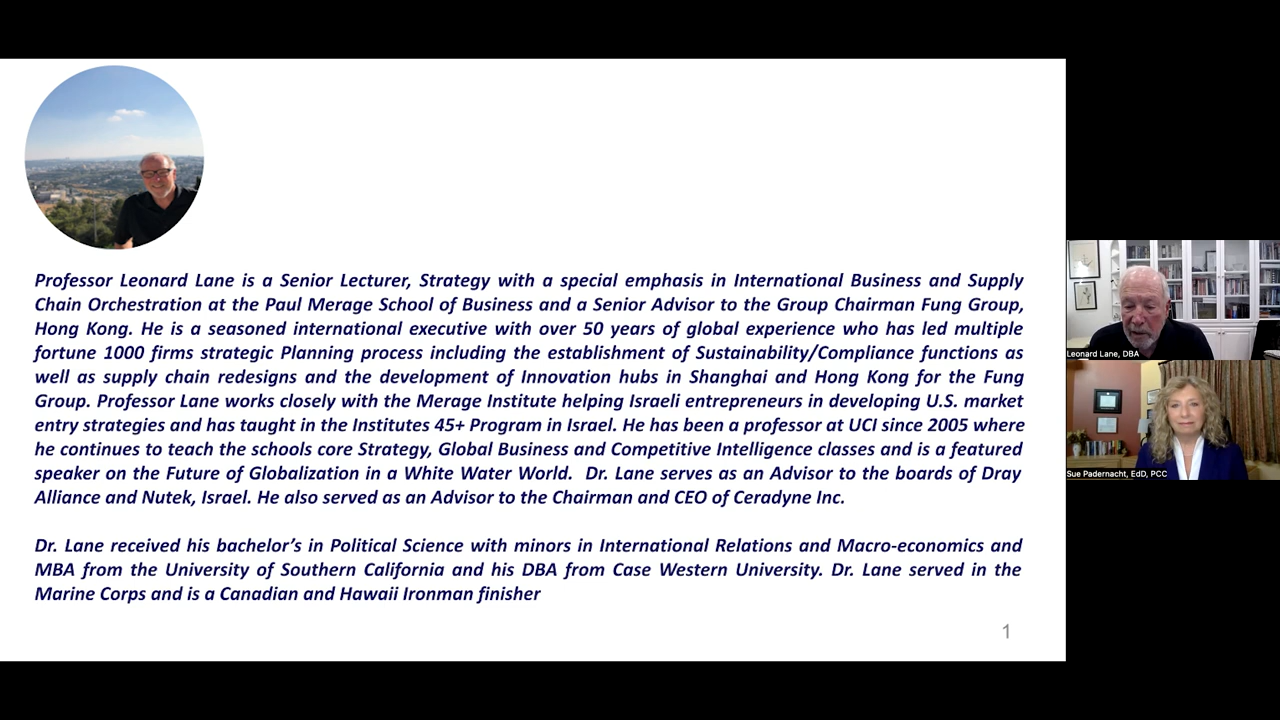 Professor Leonard Lane is a Senior Lecturer, Strategy with a special emphasis in International Business and Supply
Chain Orchestration at the Paul Merage School of Business and a Senior Advisor to the Group Chairman Fung Group,
Hong Kong. He is a seasoned international executive with over 50 years of global experience who has led multiple
fortune 1000 firms strategic Planning process including the establishment of Sustainability/Compliance functions as
well as supply chain redesigns and the development of Innovation hubs in Shanghai and Hong Kong for the Fung
Group. Professor Lane works closely with the Merage Institute helping Israeli entrepreneurs in developing U.S. market
entry strategies and has taught in the Institutes 45+ Program in Israel. He has been a professor at UCI since 2005 where
he continues to teach the schools core Strategy, Global Business and Competitive Intelligence classes and is a featured
speaker on the Future of Globalization in a White Water World. Dr. Lane serves as an Advisor to the boards of Dray
Alliance and Nutek, Israel. He also served as an Advisor to the Chairman and CEO of Ceradyne Inc.
Dr. Lane received his bachelor's in Political Science with minors in International Relations and Macro-economics and
MBA from the University of Southern California and his DBA from Case Western University. Dr. Lane served in the
Marine Corps and is a Canadian and Hawaii Ironman finisher
1
Leonard Lane, DBA
Sue Padernacht, EdD, PCC